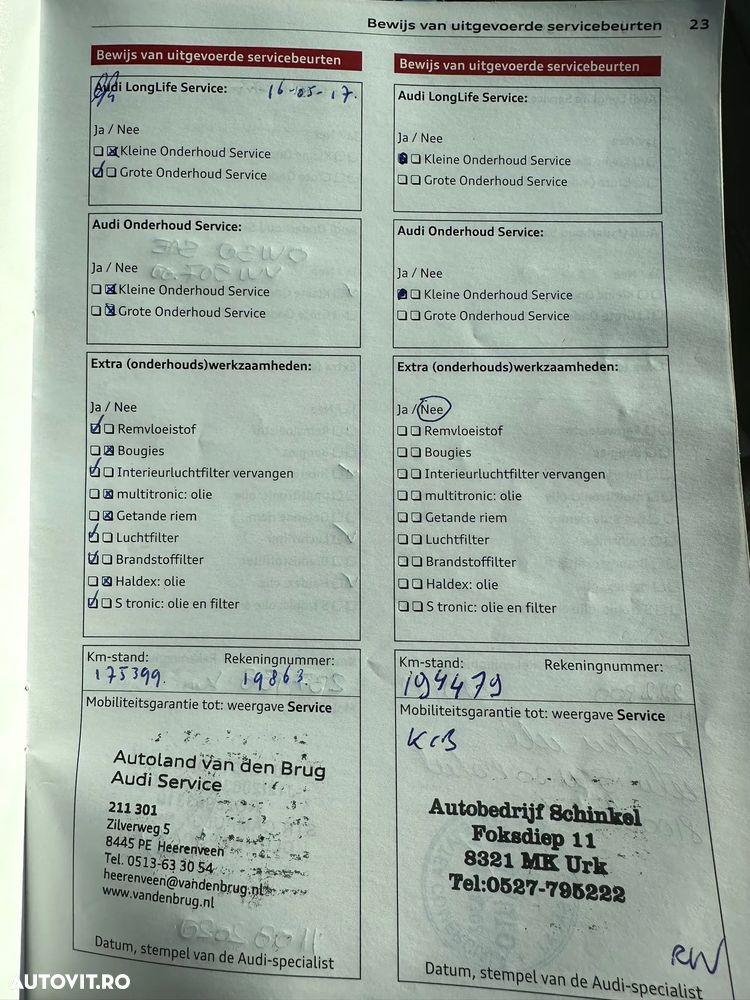 Bewijs van uitgevoerde servicebeurten 23
Bewijs van uitgevoerde servicebeurten
Audi LongLife Service: 16-05-17.
Ja / Nee
Kleine Onderhoud Service
Grote Onderhoud Service
Audi Onderhoud Service:
Ja / Nee
Kleine Onderhoud Service
Grote Onderhoud Service
Extra (onderhouds)werkzaamheden:
Ja / Nee
Remvloeistof
Bougies
Interieurluchtfilter vervangen
multitronic: olie
Getande riem
Luchtfilter
Brandstoffilter
Haldex: olie
S tronic: olie en filter
Km-stand: Rekeningnummer:
175399. 19863.
Mobiliteitsgarantie tot: weergave Service
Autoland van den Brug
Audi Service
211 301
Zilverweg 5
8445 PE Heerenveen
Tel. 0513-63 30 54
heerenveen@vandenbrug.nl
www.vandenbrug.nl
Datum, stempel van de Audi-specialist
Bewijs van uitgevoerde servicebeurten
Audi LongLife Service:
Ja / Nee
Kleine Onderhoud Service
Grote Onderhoud Service
Audi Onderhoud Service:
Ja / Nee
Kleine Onderhoud Service
Grote Onderhoud Service
Extra (onderhouds)werkzaamheden:
Ja / Nee
Remvloeistof
Bougies
Interieurluchtfilter vervangen
multitronic: olie
Getande riem
Luchtfilter
Brandstoffilter
Haldex: olie
S tronic: olie en filter
Km-stand: Rekeningnummer:
194479
Mobiliteitsgarantie tot: weergave Service
KCB
Autobedrijf Schinkel
Foksdiep 11
8321 MK Urk
Tel:0527-795222
RW
Datum, stempel van de Audi-specialist
AUTOVIT.RO